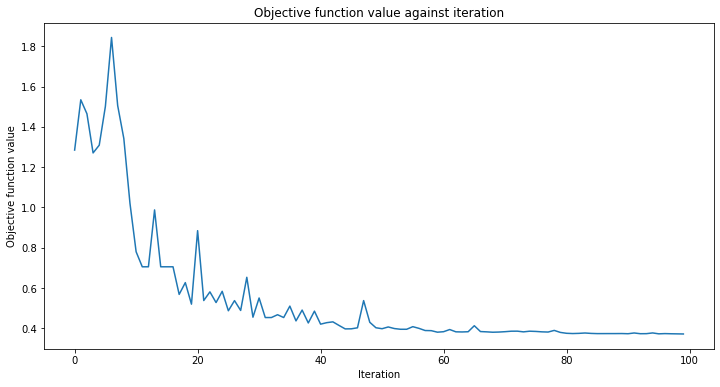 Objective function value against iteration
1.8
1.6
1.4
1.2
1.0
0.8
0.6
0.4
Objective function value
0 20 40 60 80 100
Iteration